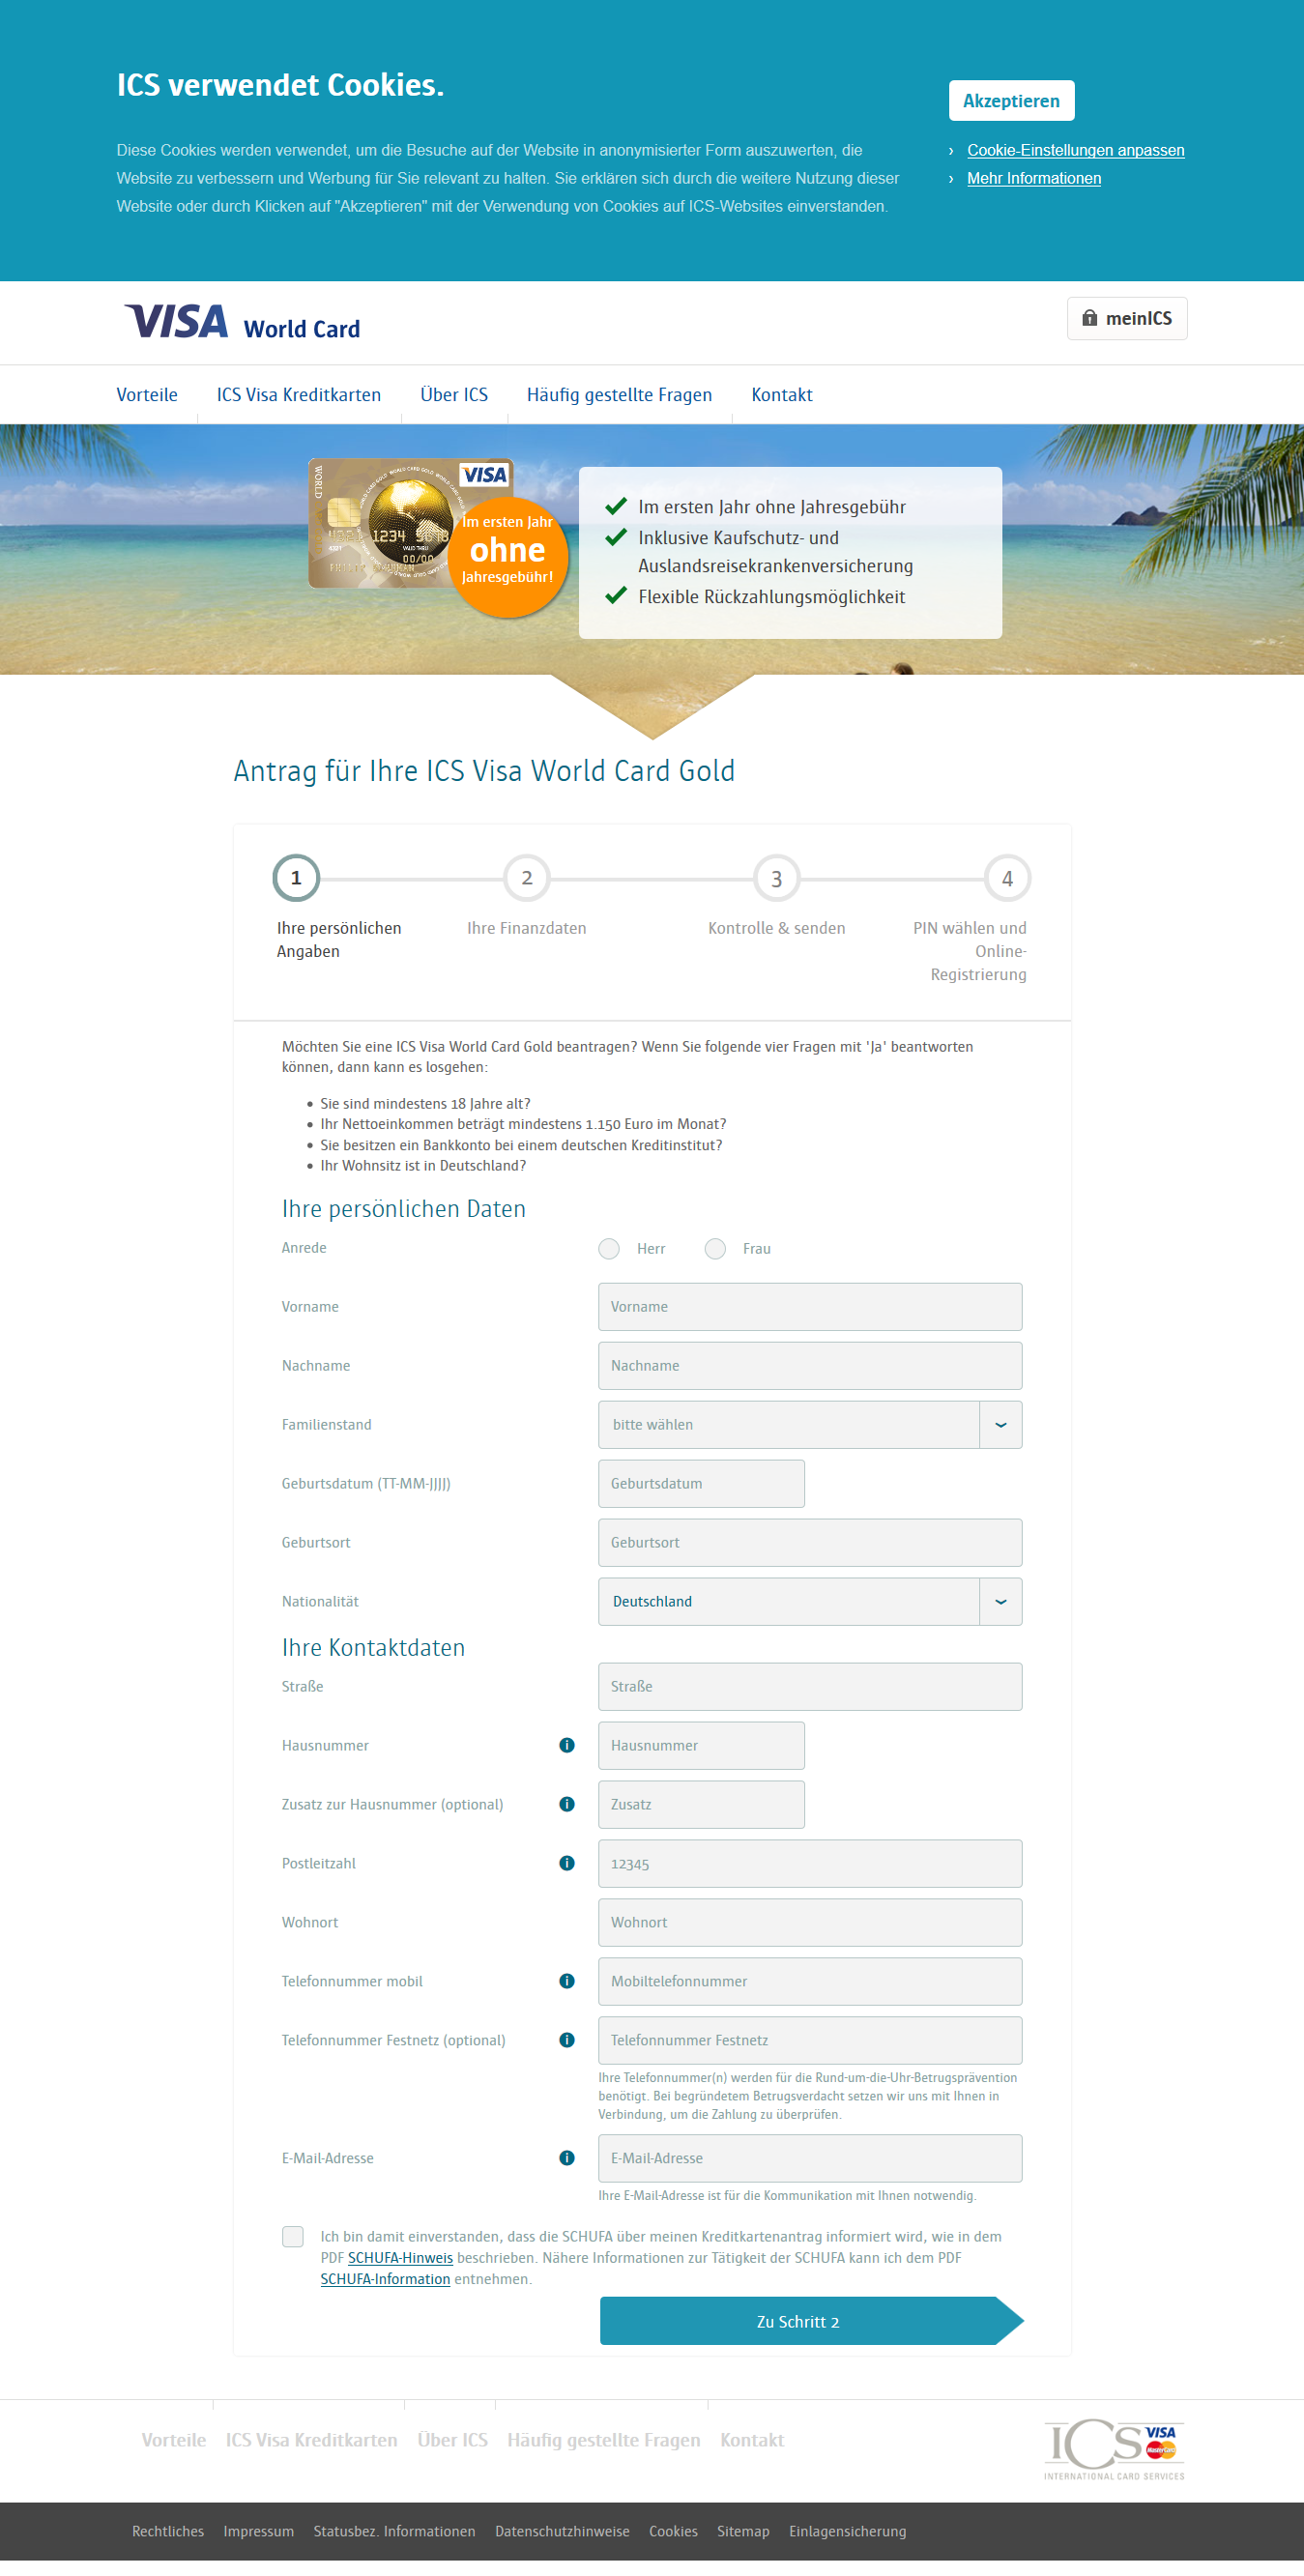 ICS verwendet Cookies.
Diese Cookies werden verwendet, um die Besuche auf der Website in anonymisierter Form auszuwerten, die
Website zu verbessern und Werbung für Sie relevant zu halten. Sie erklären sich durch die weitere Nutzung dieser
Website oder durch Klicken auf "Akzeptieren" mit der Verwendung von Cookies auf ICS-Websites einverstanden.
Akzeptieren
› Cookie-Einstellungen anpassen
› Mehr Informationen
VISA World Card
meinICS
Vorteile
ICS Visa Kreditkarten
Über ICS
Häufig gestellte Fragen
Kontakt
WORLD
VISA
4321 1234
4321
VALID THRU
00/00
Im ersten Jahr
ohne
Jahresgebühr!
Im ersten Jahr ohne Jahresgebühr
Inklusive Kaufschutz- und
Auslandsreisekrankenversicherung
Flexible Rückzahlungsmöglichkeit
Antrag für Ihre ICS Visa World Card Gold
1
2
3
4
Ihre persönlichen
Angaben
Ihre Finanzdaten
Kontrolle & senden
PIN wählen und
Online-
Registrierung
Möchten Sie eine ICS Visa World Card Gold beantragen? Wenn Sie folgende vier Fragen mit 'Ja' beantworten
können, dann kann es losgehen:
• Sie sind mindestens 18 Jahre alt?
• Ihr Nettoeinkommen beträgt mindestens 1.150 Euro im Monat?
• Sie besitzen ein Bankkonto bei einem deutschen Kreditinstitut?
• Ihr Wohnsitz ist in Deutschland?
Ihre persönlichen Daten
Anrede
Herr
Frau
Vorname
Vorname
Nachname
Nachname
Familienstand
bitte wählen
Geburtsdatum (TT-MM-JJJJ)
Geburtsdatum
Geburtsort
Geburtsort
Nationalität
Deutschland
Ihre Kontaktdaten
Straße
Straße
Hausnummer
Hausnummer
Zusatz zur Hausnummer (optional)
Zusatz
Postleitzahl
12345
Wohnort
Wohnort
Telefonnummer mobil
Mobiltelefonnummer
Telefonnummer Festnetz (optional)
Telefonnummer Festnetz
Ihre Telefonnummer(n) werden für die Rund-um-die-Uhr-Betrugsprävention
benötigt. Bei begründetem Betrugsverdacht setzen wir uns mit Ihnen in
Verbindung, um die Zahlung zu überprüfen.
E-Mail-Adresse
E-Mail-Adresse
Ihre E-Mail-Adresse ist für die Kommunikation mit Ihnen notwendig.
Ich bin damit einverstanden, dass die SCHUFA über meinen Kreditkartenantrag informiert wird, wie in dem
PDF SCHUFA-Hinweis beschrieben. Nähere Informationen zur Tätigkeit der SCHUFA kann ich dem PDF
SCHUFA-Information entnehmen.
Zu Schritt 2
Vorteile
ICS Visa Kreditkarten
Über ICS
Häufig gestellte Fragen
Kontakt
ICS VISA
MasterCard
INTERNATIONAL CARD SERVICES
Rechtliches
Impressum
Statusbez. Informationen
Datenschutzhinweise
Cookies
Sitemap
Einlagensicherung